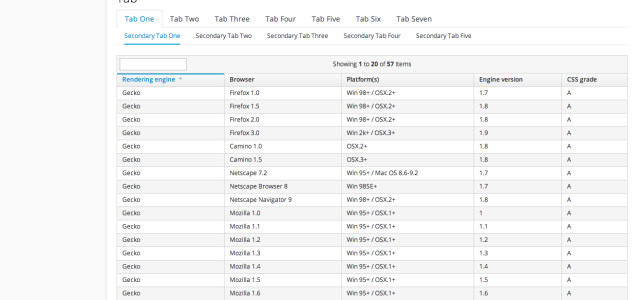 Tab
Tab One Tab Two Tab Three Tab Four Tab Five Tab Six Tab Seven
Secondary Tab One Secondary Tab Two Secondary Tab Three Secondary Tab Four Secondary Tab Five
Showing 1 to 20 of 57 items
Rendering engine Browser Platform(s) Engine version CSS grade
Gecko Firefox 1.0 Win 98+ / OSX.2+ 1.7 A
Gecko Firefox 1.5 Win 98+ / OSX.2+ 1.8 A
Gecko Firefox 2.0 Win 98+ / OSX.2+ 1.8 A
Gecko Firefox 3.0 Win 2k+ / OSX.3+ 1.9 A
Gecko Camino 1.0 OSX.2+ 1.8 A
Gecko Camino 1.5 OSX.3+ 1.8 A
Gecko Netscape 7.2 Win 95+ / Mac OS 8.6-9.2 1.7 A
Gecko Netscape Browser 8 Win 98SE+ 1.7 A
Gecko Netscape Navigator 9 Win 98+ / OSX.2+ 1.8 A
Gecko Mozilla 1.0 Win 95+ / OSX.1+ 1 A
Gecko Mozilla 1.1 Win 95+ / OSX.1+ 1.1 A
Gecko Mozilla 1.2 Win 95+ / OSX.1+ 1.2 A
Gecko Mozilla 1.3 Win 95+ / OSX.1+ 1.3 A
Gecko Mozilla 1.4 Win 95+ / OSX.1+ 1.4 A
Gecko Mozilla 1.5 Win 95+ / OSX.1+ 1.5 A
Gecko Mozilla 1.6 Win 95+ / OSX.1+ 1.6 A